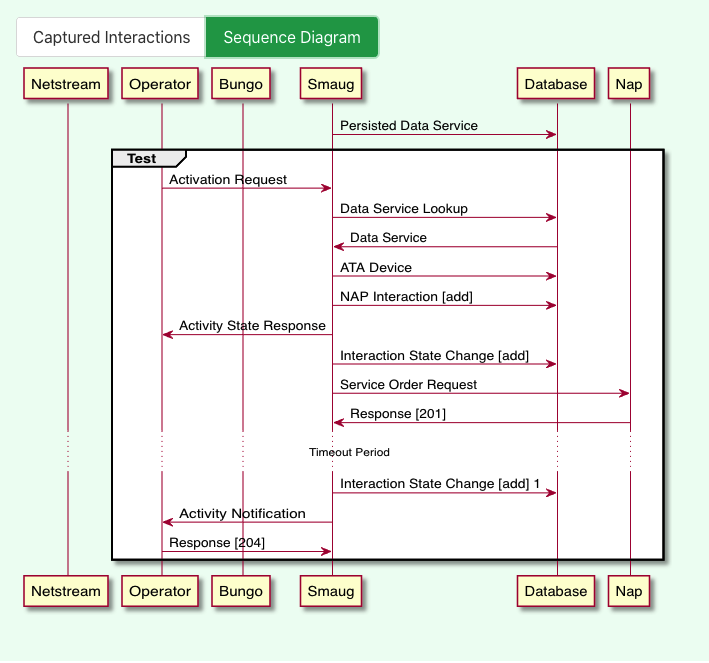 Captured Interactions Sequence Diagram
Netstream Operator Bungo Smaug Database Nap
Persisted Data Service
Test
Activation Request
Data Service Lookup
Data Service
ATA Device
NAP Interaction [add]
Activity State Response
Interaction State Change [add]
Service Order Request
Response [201]
Timeout Period
Interaction State Change [add] 1
Activity Notification
Response [204]
Netstream Operator Bungo Smaug Database Nap